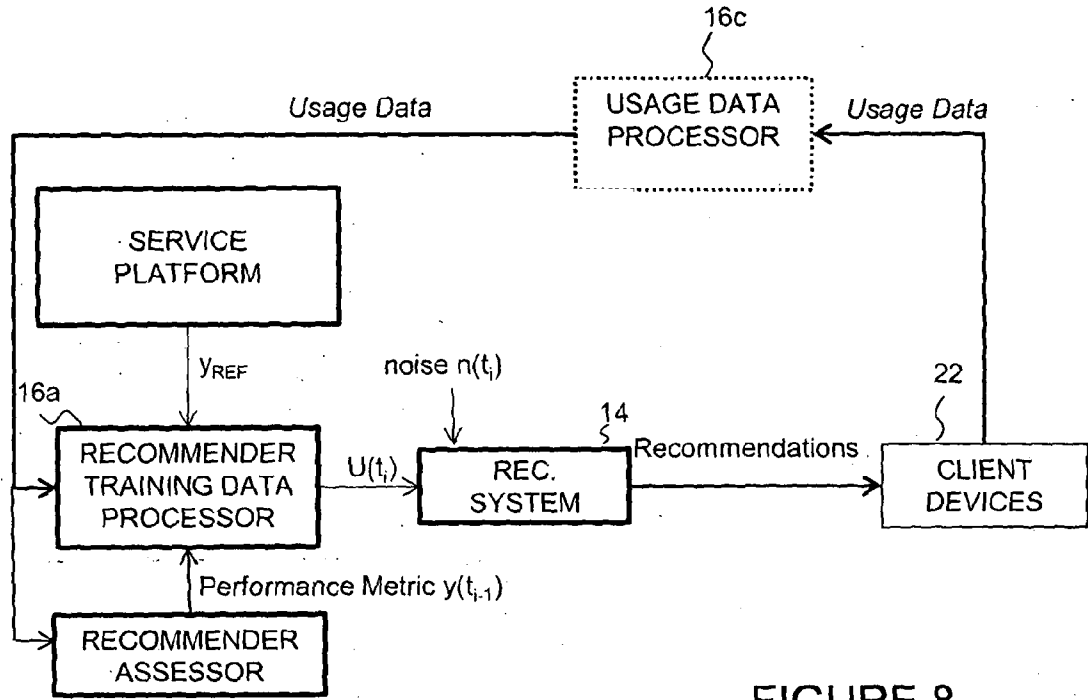 16c
Usage Data
USAGE DATA
PROCESSOR
Usage Data
SERVICE
PLATFORM
yREF
noise n(ti)
16a
14
22
RECOMMENDER
TRAINING DATA
PROCESSOR
U(ti)
REC.
SYSTEM
Recommendations
CLIENT
DEVICES
Performance Metric y(ti-1)
RECOMMENDER
ASSESSOR
FIGURE 8